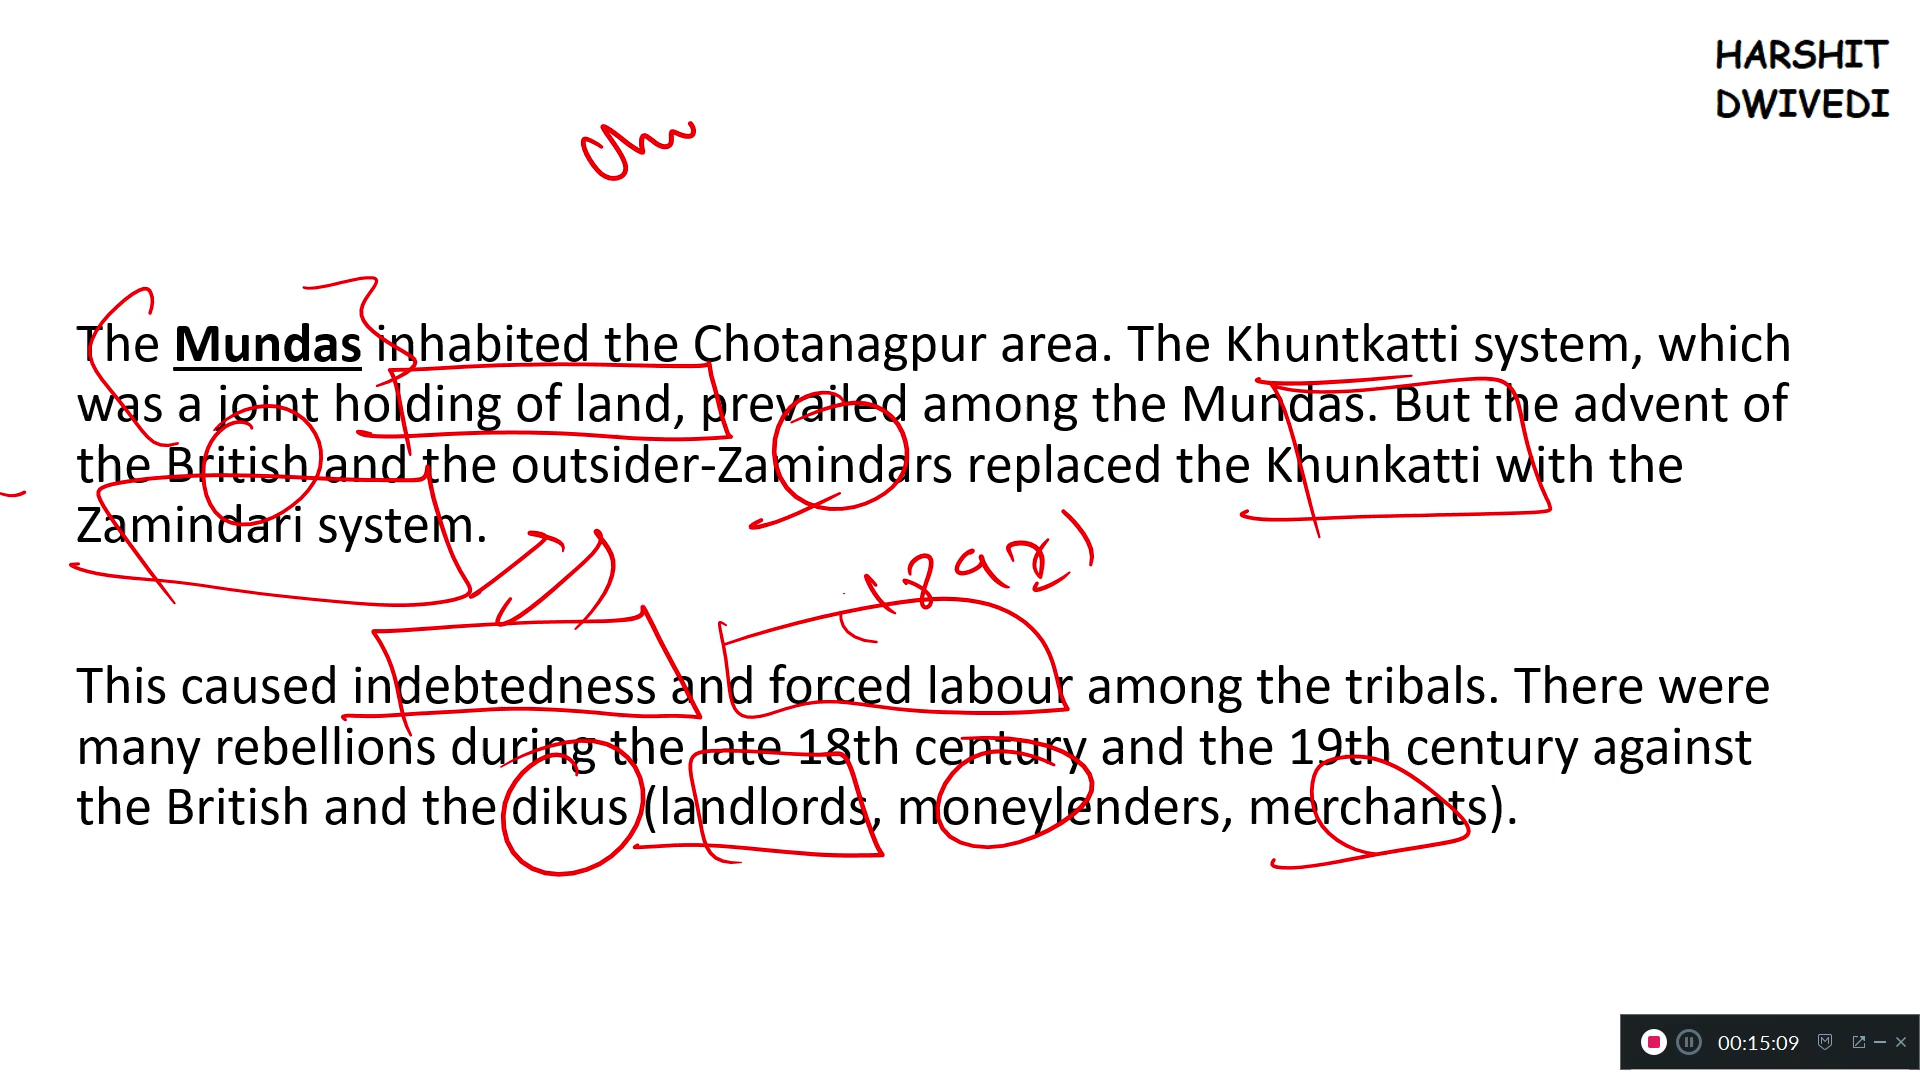 HARSHIT
DWIVEDI
The Mundas inhabited the Chotanagpur area. The Khuntkatti system, which
was a joint holding of land, prevailed among the Mundas. But the advent of
the British and the outsider-Zamindars replaced the Khunkatti with the
Zamindari system.
This caused indebtedness and forced labour among the tribals. There were
many rebellions during the late 18th century and the 19th century against
the British and the dikus (landlords, moneylenders, merchants).
00:15:09